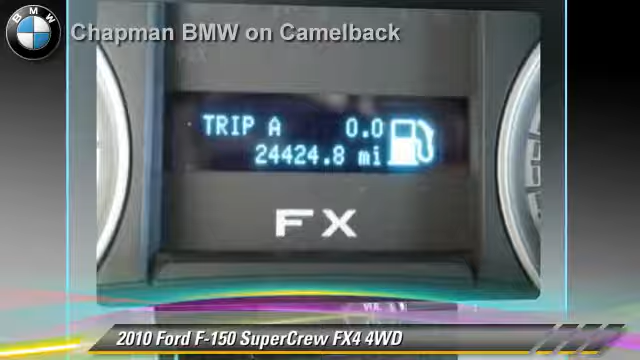 BMW
Chapman BMW on Camelback
TRIP A 0.0
24424.8 mi
FX
2010 Ford F-150 SuperCrew FX4 4WD